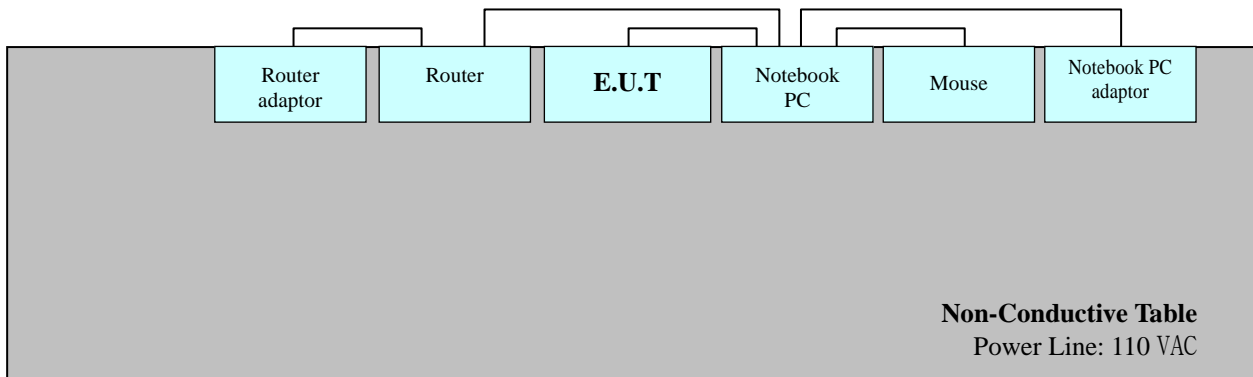 Router
adaptor
Router
E.U.T
Notebook
PC
Mouse
Notebook PC
adaptor
Non-Conductive Table
Power Line: 110 VAC